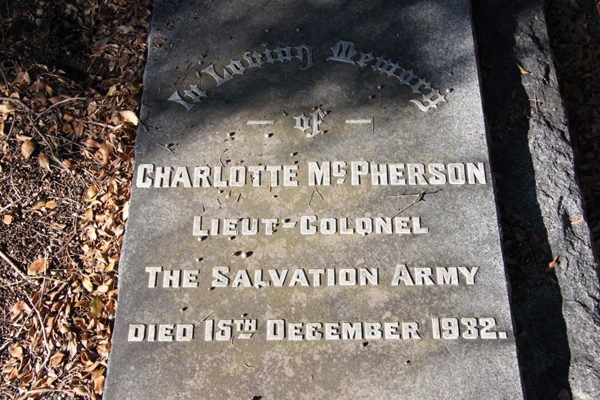 In Loving Memory
— of —
CHARLOTTE McPHERSON
LIEUT-COLONEL
THE SALVATION ARMY
DIED 15TH DECEMBER 1932.